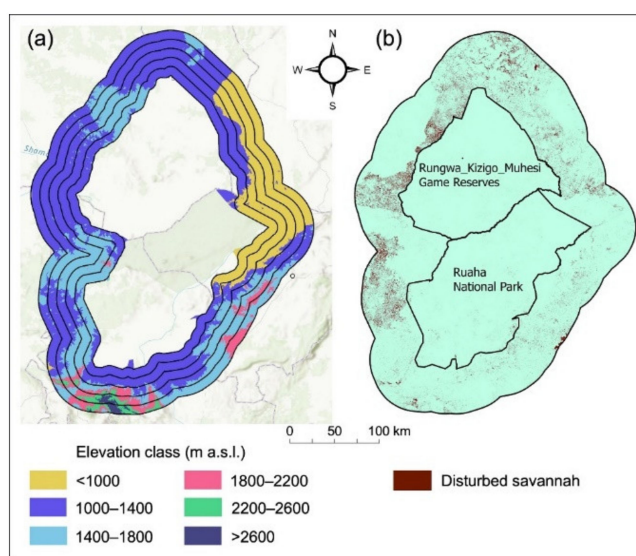 (a)
N
W E
S
(b)
Sham
Rungwa_Kizigo_Muhesi
Game Reserves
Ruaha
National Park
0 50 100 km
Elevation class (m a.s.l.)
<1000
1000–1400
1400–1800
1800–2200
2200–2600
>2600
Disturbed savannah